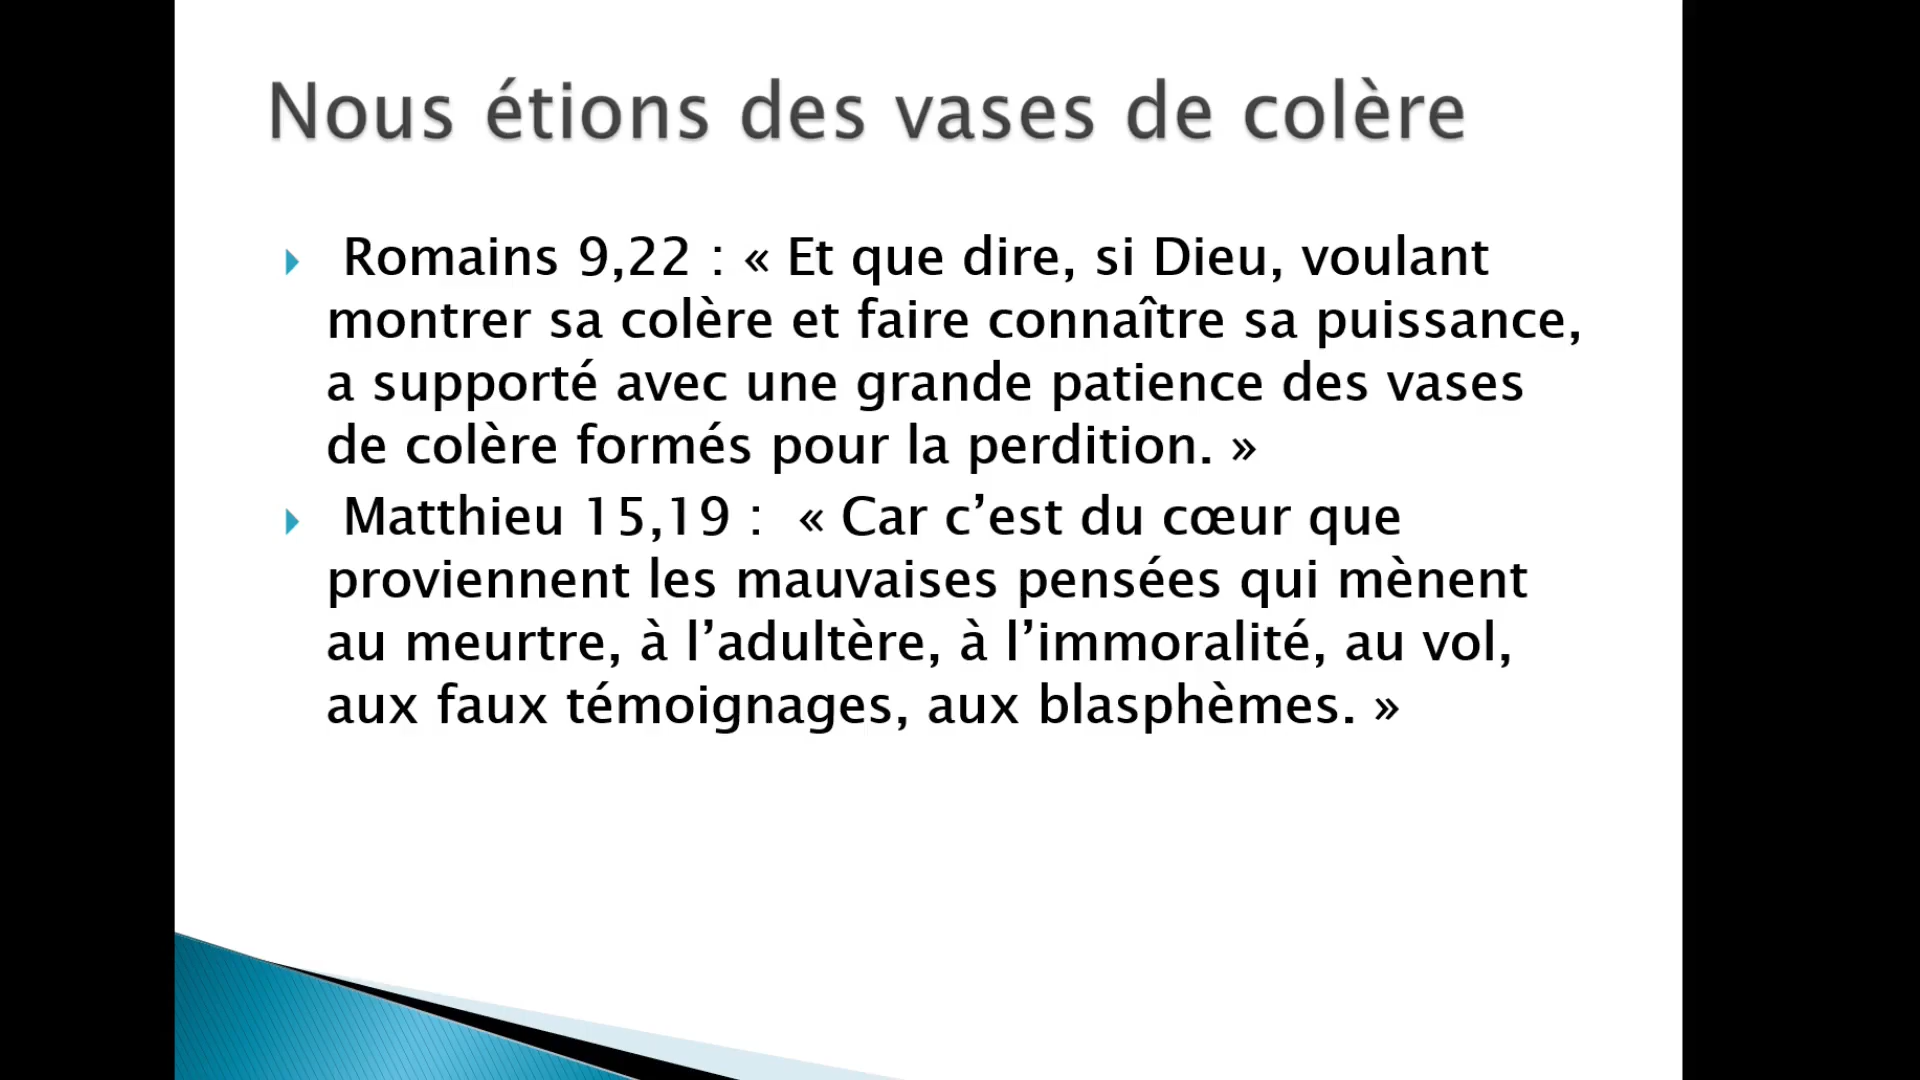 Nous étions des vases de colère
Romains 9,22 : « Et que dire, si Dieu, voulant
montrer sa colère et faire connaître sa puissance,
a supporté avec une grande patience des vases
de colère formés pour la perdition. »
Matthieu 15,19 :  « Car c’est du cœur que
proviennent les mauvaises pensées qui mènent
au meurtre, à l’adultère, à l’immoralité, au vol,
aux faux témoignages, aux blasphèmes. »